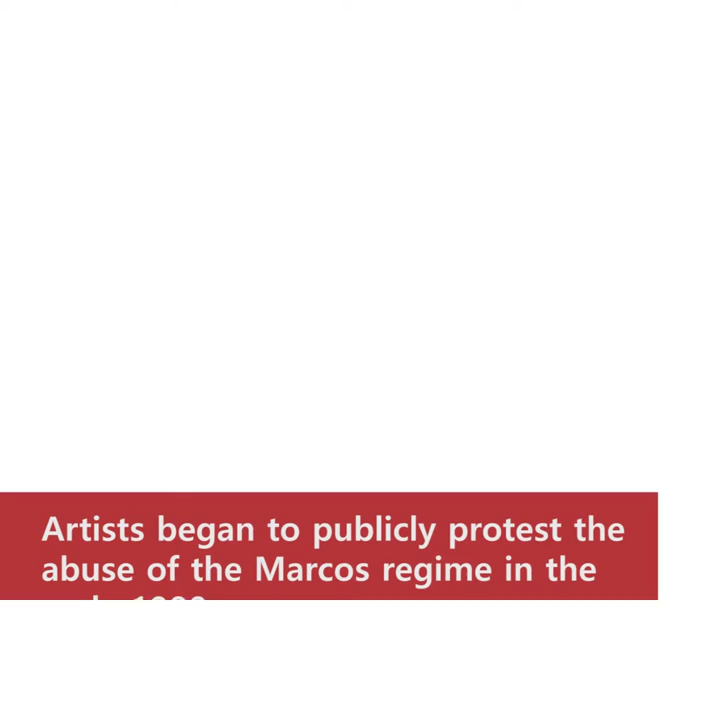 Artists began to publicly protest the
abuse of the Marcos regime in the